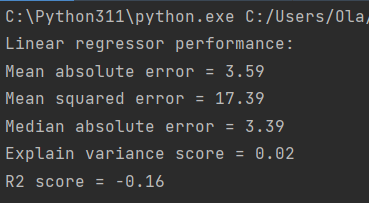 C:\Python311\python.exe C:/Users/Ola/
Linear regressor performance:
Mean absolute error = 3.59
Mean squared error = 17.39
Median absolute error = 3.39
Explain variance score = 0.02
R2 score = -0.16